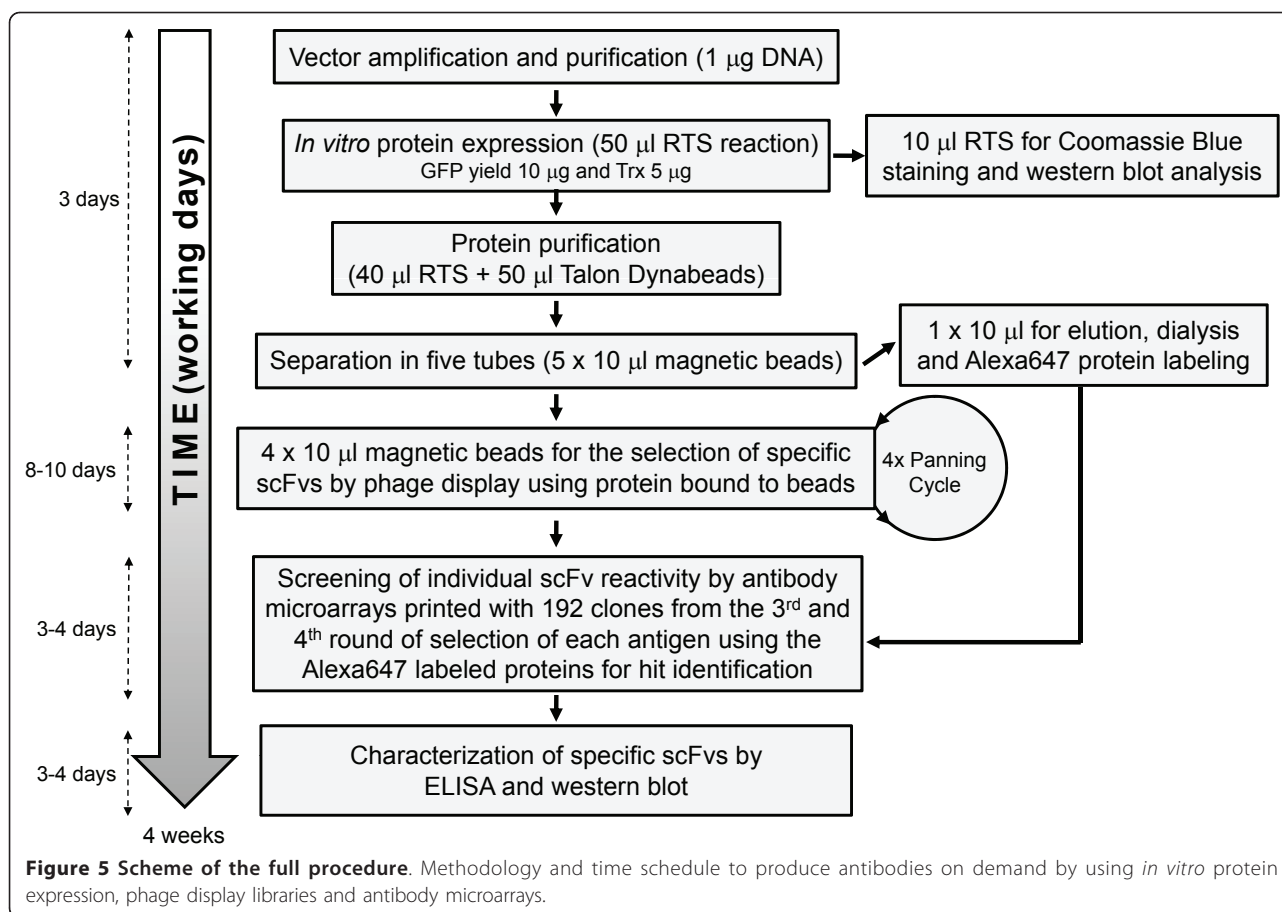 Vector amplification and purification (1 μg DNA)
In vitro protein expression (50 μl RTS reaction)
GFP yield 10 μg and Trx 5 μg
10 μl RTS for Coomassie Blue
staining and western blot analysis
3 days
Protein purification
(40 μl RTS + 50 μl Talon Dynabeads)
Separation in five tubes (5 x 10 μl magnetic beads)
1 x 10 μl for elution, dialysis
and Alexa647 protein labeling
TIME (working days)
8-10 days
4 x 10 μl magnetic beads for the selection of specific
scFvs by phage display using protein bound to beads
4x Panning
Cycle
3-4 days
Screening of individual scFv reactivity by antibody
microarrays printed with 192 clones from the 3rd and
4th round of selection of each antigen using the
Alexa647 labeled proteins for hit identification
3-4 days
Characterization of specific scFvs by
ELISA and western blot
4 weeks
Figure 5 Scheme of the full procedure. Methodology and time schedule to produce antibodies on demand by using in vitro protein
expression, phage display libraries and antibody microarrays.